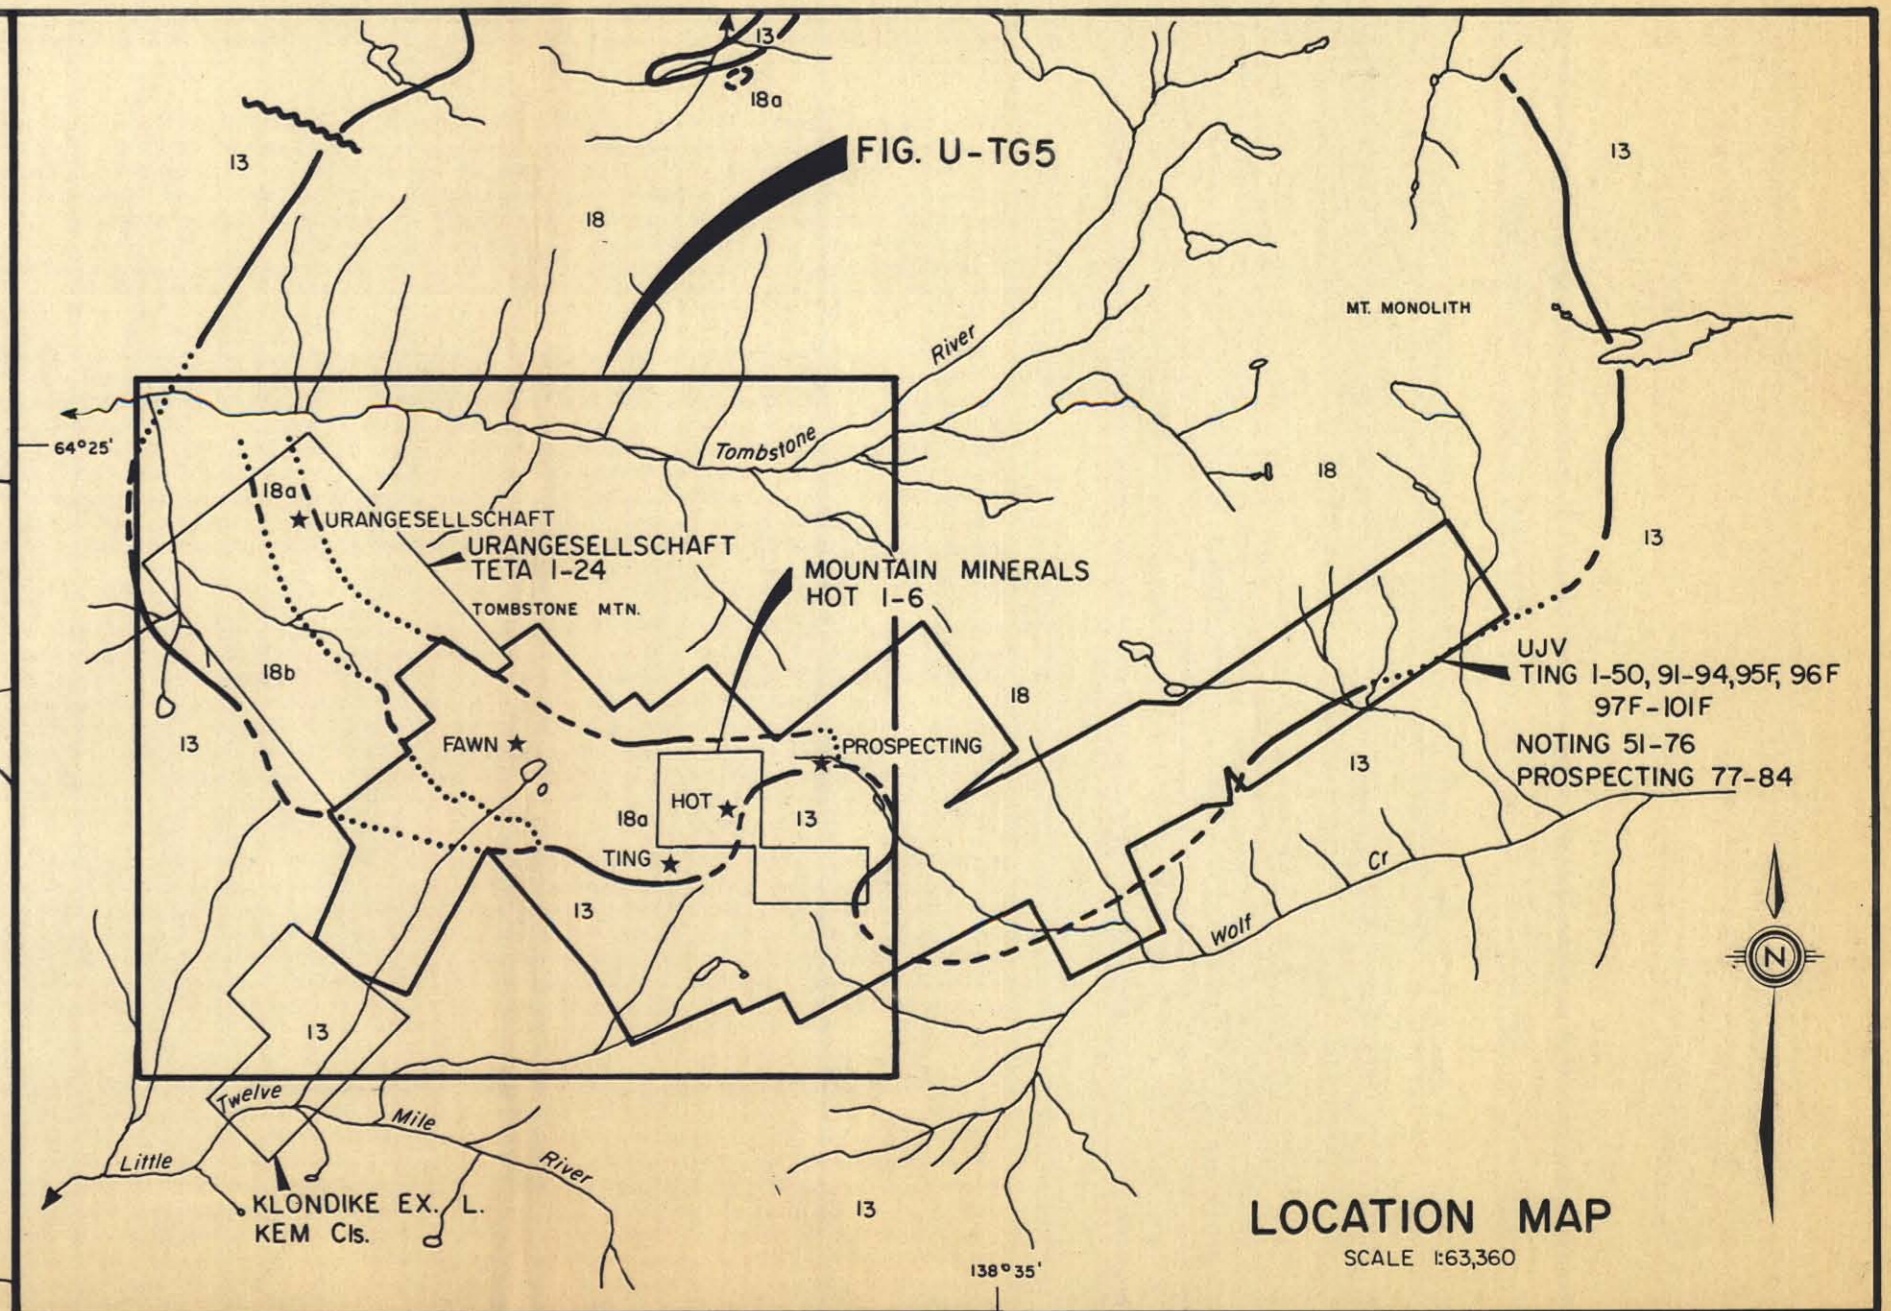 13
18a
FIG. U-TG5
13
13
18
MT. MONOLITH
River
64°25'
Tombstone
18
18a
URANGESELLSCHAFT
13
URANGESELLSCHAFT
TETA 1-24
MOUNTAIN MINERALS
HOT 1-6
TOMBSTONE MTN.
UJV
TING 1-50, 91-94, 95F, 96F
97F-101F
18b
18
13
FAWN
PROSPECTING
NOTING 51-76
PROSPECTING 77-84
13
HOT
18a
13
TING
Cr
13
Wolf
N
13
Twelve
Mile
Little
River
KLONDIKE EX. L.
KEM Cls.
13
LOCATION MAP
SCALE 1:63,360
138°35'